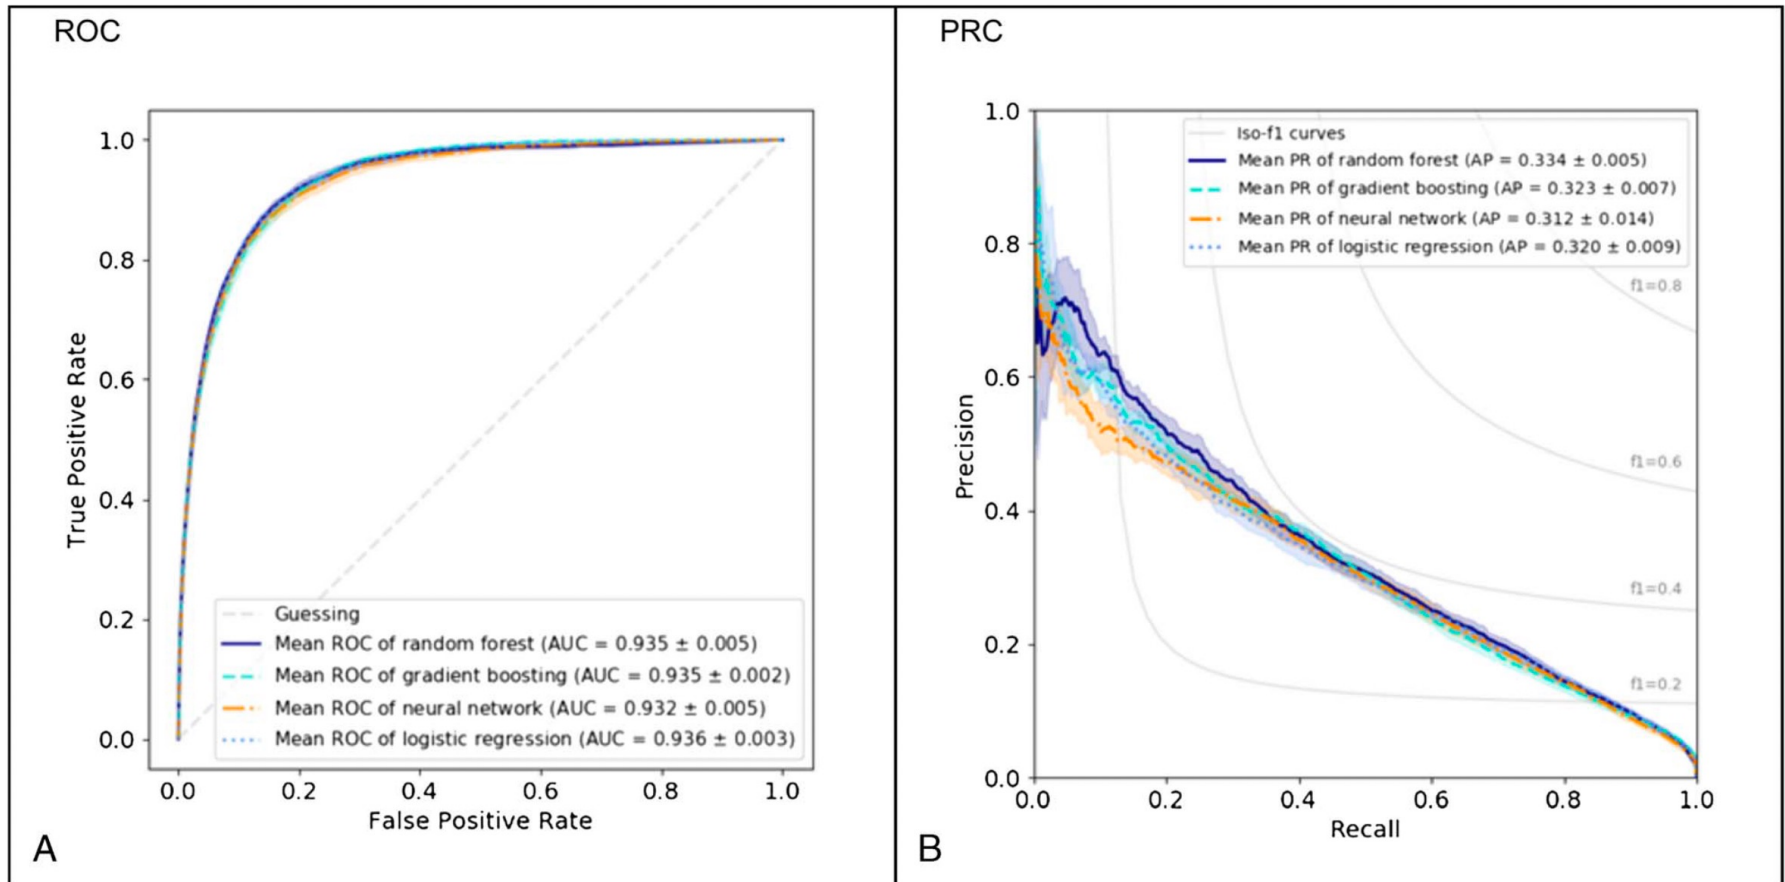 ROC
1.0
0.8
0.6
0.4
0.2
0.0
True Positive Rate
Guessing
Mean ROC of random forest (AUC = 0.935 ± 0.005)
Mean ROC of gradient boosting (AUC = 0.935 ± 0.002)
Mean ROC of neural network (AUC = 0.932 ± 0.005)
Mean ROC of logistic regression (AUC = 0.936 ± 0.003)
0.0 0.2 0.4 0.6 0.8 1.0
False Positive Rate
A
PRC
1.0
0.8
0.6
0.4
0.2
0.0
Precision
Iso-f1 curves
Mean PR of random forest (AP = 0.334 ± 0.005)
Mean PR of gradient boosting (AP = 0.323 ± 0.007)
Mean PR of neural network (AP = 0.312 ± 0.014)
Mean PR of logistic regression (AP = 0.320 ± 0.009)
f1=0.8
f1=0.6
f1=0.4
f1=0.2
0.0 0.2 0.4 0.6 0.8 1.0
Recall
B